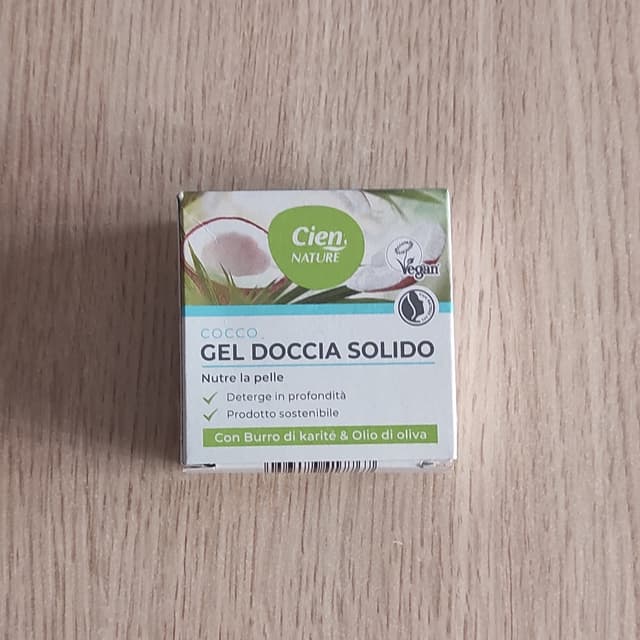 Cien
NATURE
Vegan
COCCO
GEL DOCCIA SOLIDO
Nutre la pelle
Deterge in profondità
Prodotto sostenibile
Con Burro di karité & Olio di oliva